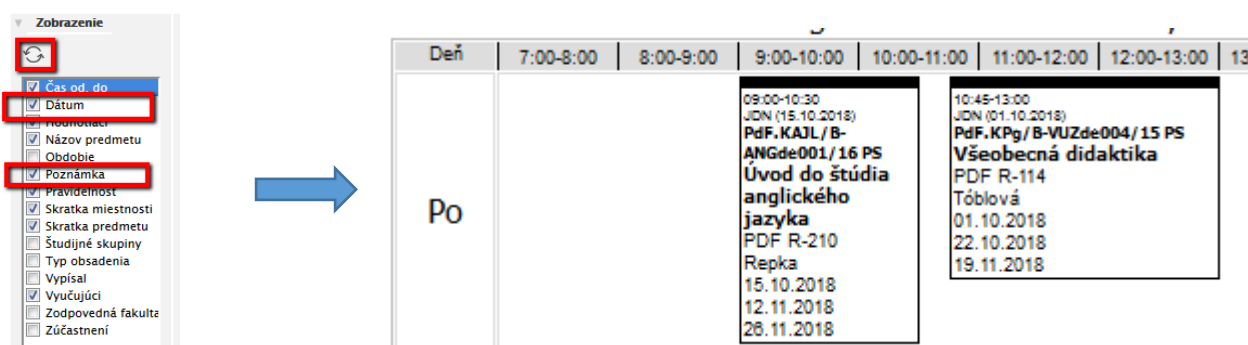 Zobrazenie
Čas od, do
Dátum
Hodnotiaci
Názov predmetu
Obdobie
Poznámka
Pravidelnosť
Skratka miestnosti
Skratka predmetu
Študijné skupiny
Typ obsadenia
Vypísal
Vyučujúci
Zodpovedná fakulta
Zúčastnení
Deň 7:00-8:00 8:00-9:00 9:00-10:00 10:00-11:00 11:00-12:00 12:00-13:00 13
Po
09:00-10:30
JDN (15.10.2018)
PdF.KAJL/B-
ANGde001/16 PS
Úvod do štúdia
anglického
jazyka
PDF R-210
Repka
15.10.2018
12.11.2018
26.11.2018
10:45-13:00
JDN (01.10.2018)
PdF.KPg/B-VUZde004/15 PS
Všeobecná didaktika
PDF R-114
Tóblová
01.10.2018
22.10.2018
19.11.2018